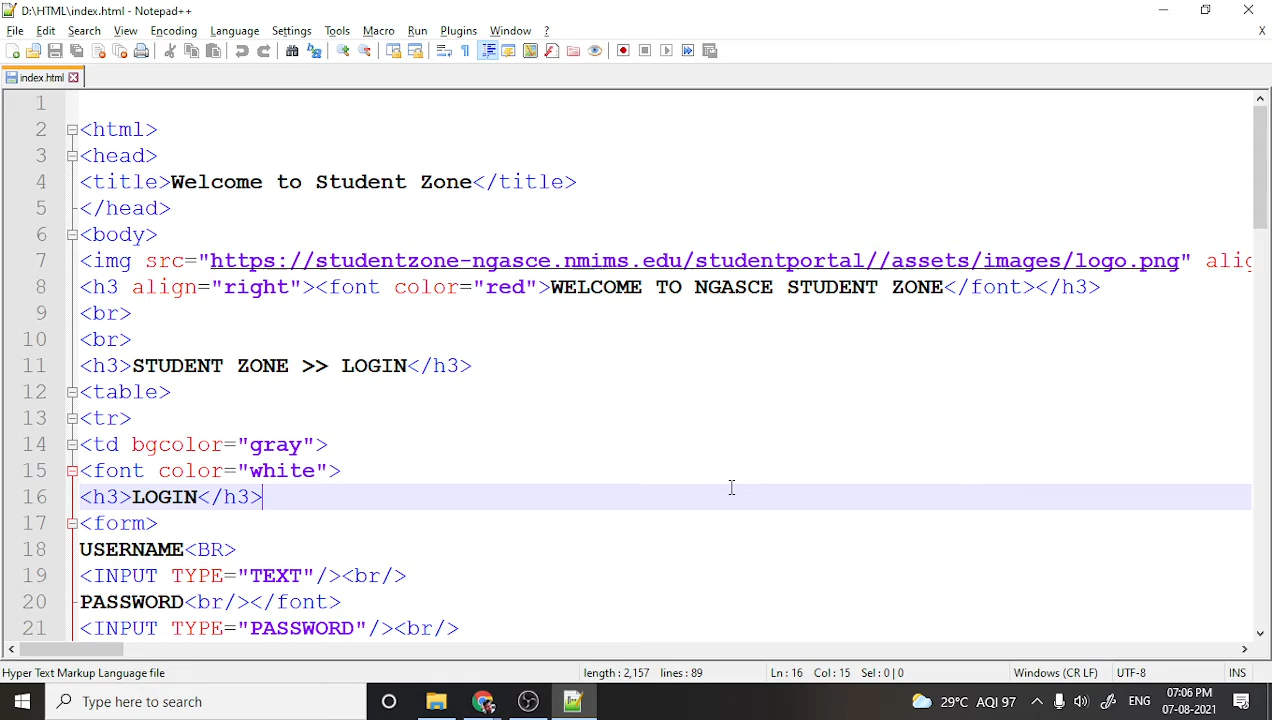 D:\HTML\index.html - Notepad++
File Edit Search View Encoding Language Settings Tools Macro Run Plugins Window ? X
index.html
1
2 <html>
3 <head>
4 <title>Welcome to Student Zone</title>
5 </head>
6 <body>
7 <img src="https://studentzone-ngasce.nmims.edu/studentportal//assets/images/logo.png" alig
8 <h3 align="right"><font color="red">WELCOME TO NGASCE STUDENT ZONE</font></h3>
9 <br>
10 <br>
11 <h3>STUDENT ZONE >> LOGIN</h3>
12 <table>
13 <tr>
14 <td bgcolor="gray">
15 <font color="white">
16 <h3>LOGIN</h3>
17 <form>
18 USERNAME<BR>
19 <INPUT TYPE="TEXT"/><br/>
20 PASSWORD<br/></font>
21 <INPUT TYPE="PASSWORD"/><br/>
Hyper Text Markup Language file length : 2,157 lines : 89 Ln : 16 Col : 15 Sel : 0 | 0 Windows (CR LF) UTF-8 INS
Type here to search 29°C AQI 97 ENG 07:06 PM
07-08-2021